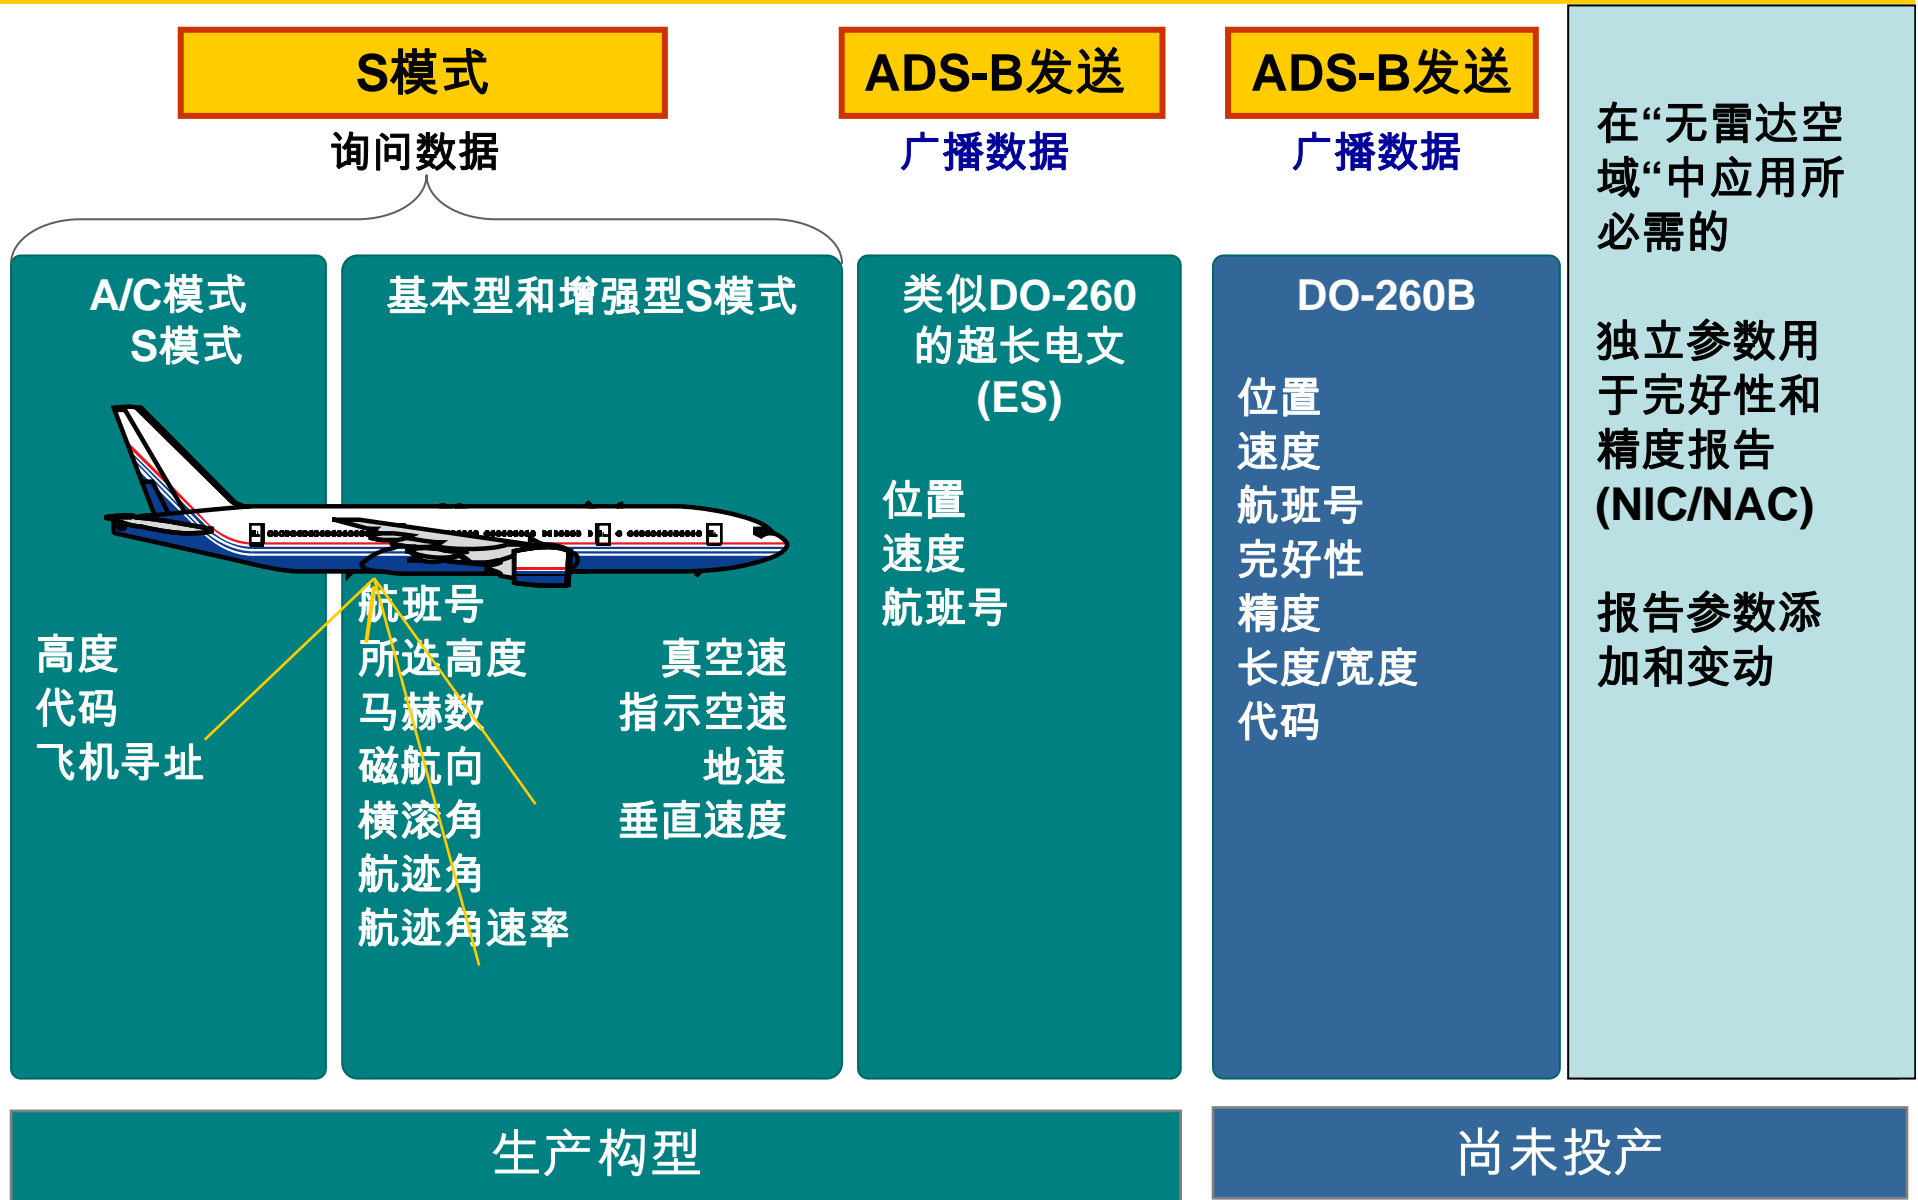 S模式
询问数据
ADS-B发送
广播数据
ADS-B发送
广播数据
A/C模式
S模式
高度
代码
飞机寻址
基本型和增强型S模式
航班号
所选高度
马赫数
磁航向
横滚角
航迹角
航迹角速率
真空速
指示空速
地速
垂直速度
类似DO-260
的超长电文
(ES)
位置
速度
航班号
DO-260B
位置
速度
航班号
完好性
精度
长度/宽度
代码
在“无雷达空
域“中应用所
必需的
独立参数用
于完好性和
精度报告
(NIC/NAC)
报告参数添
加和变动
生产构型
尚未投产